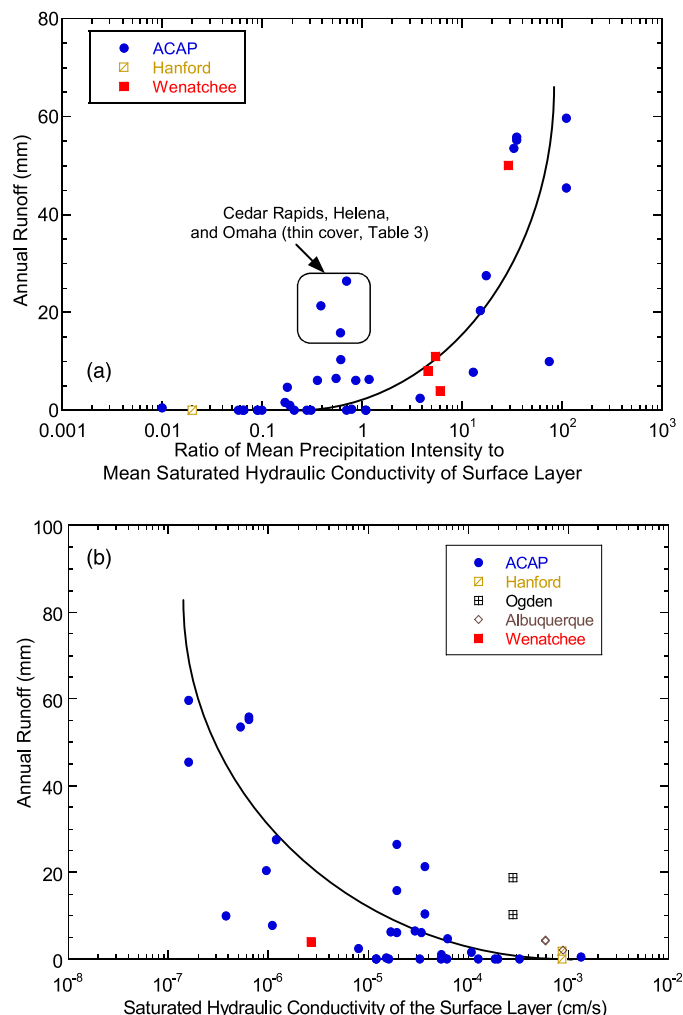 80
60
40
20
0
Annual Runoff (mm)
ACAP
Hanford
Wenatchee
Cedar Rapids, Helena,
and Omaha (thin cover, Table 3)
(a)
0.001 0.01 0.1 1 10¹ 10² 10³
Ratio of Mean Precipitation Intensity to
Mean Saturated Hydraulic Conductivity of Surface Layer
100
80
60
40
20
0
Annual Runoff (mm)
(b)
ACAP
Hanford
Ogden
Albuquerque
Wenatchee
10⁻⁸ 10⁻⁷ 10⁻⁶ 10⁻⁵ 10⁻⁴ 10⁻³ 10⁻²
Saturated Hydraulic Conductivity of the Surface Layer (cm/s)